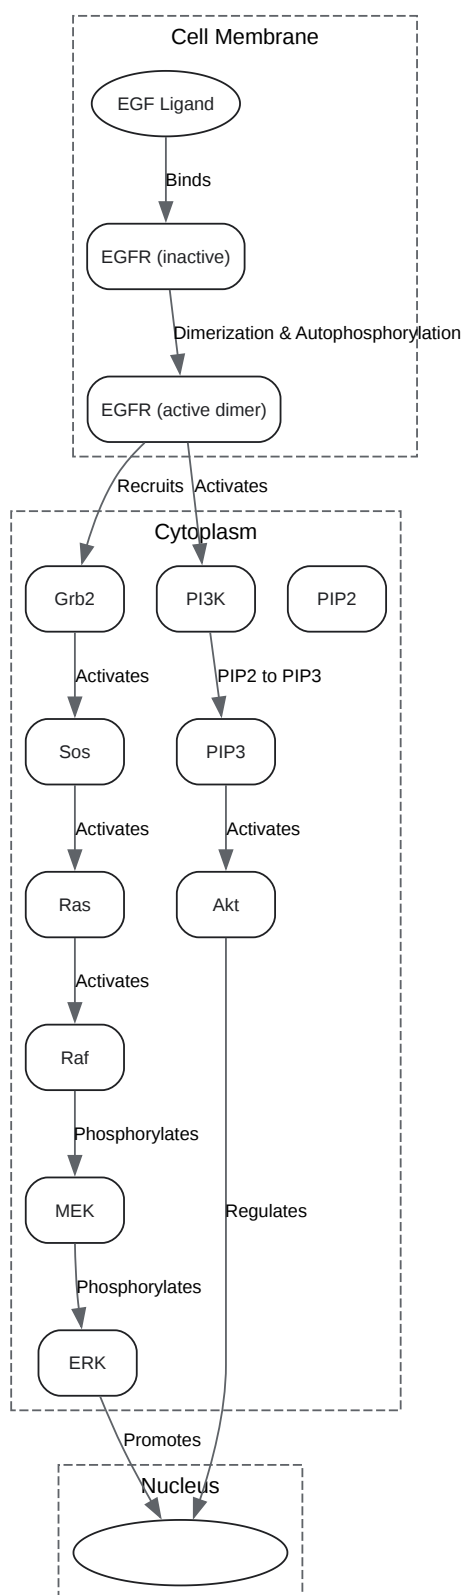 Cell Membrane
EGF Ligand
Binds
EGFR (inactive)
Dimerization & Autophosphorylation
EGFR (active dimer)
Recruits
Activates
Cytoplasm
Grb2
PI3K
PIP2
Activates
PIP2 to PIP3
Sos
PIP3
Activates
Activates
Ras
Akt
Activates
Raf
Phosphorylates
MEK
Regulates
Phosphorylates
ERK
Promotes
Nucleus